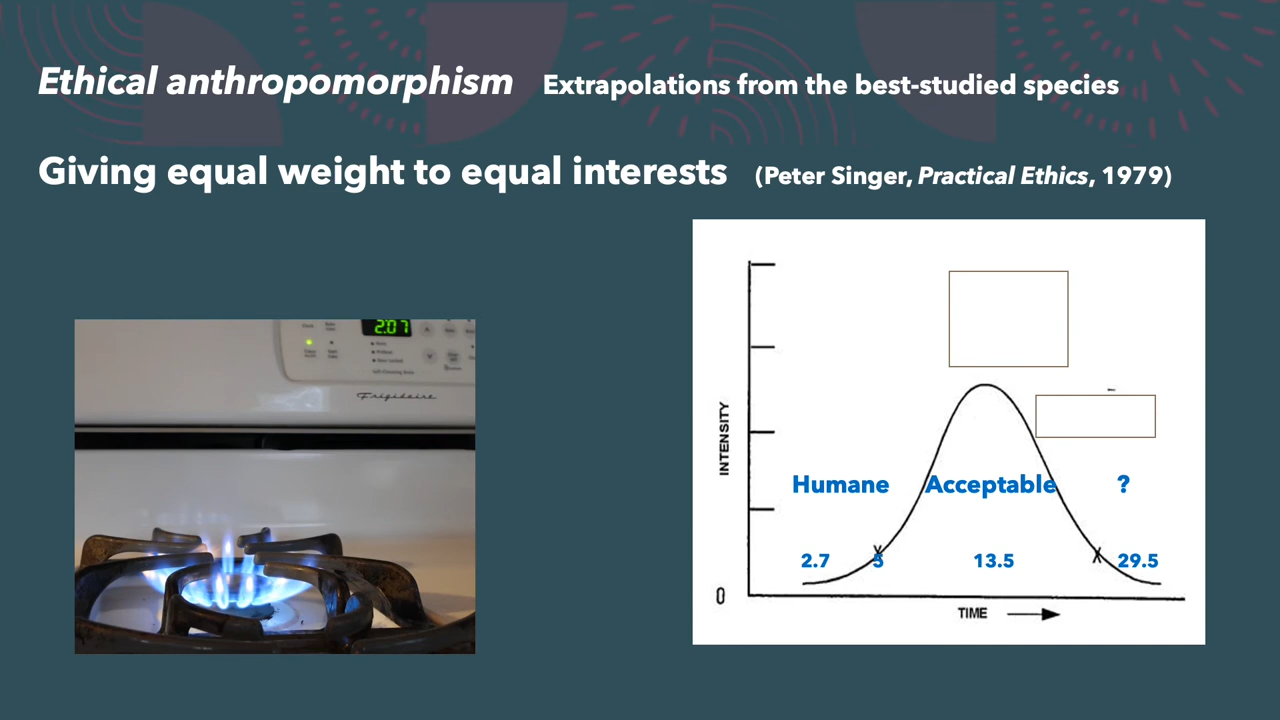 Ethical anthropomorphism Extrapolations from the best-studied species
Giving equal weight to equal interests (Peter Singer, Practical Ethics, 1979)
2:07
Frigidaire
INTENSITY
Humane Acceptable ?
2.7 5 13.5 29.5
0
TIME